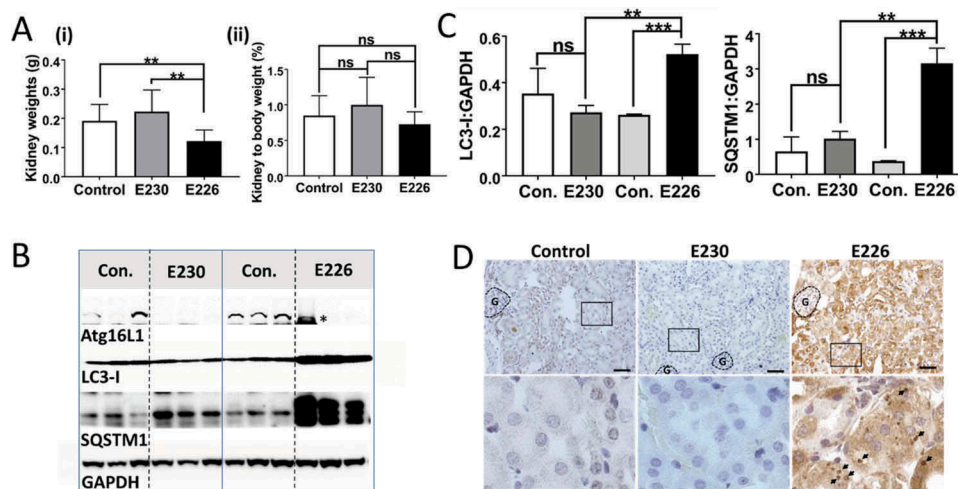 A
(i)
Kidney weights (g)
0.4
0.3
0.2
0.1
0.0
**
**
Control E230 E226
(ii)
Kidney to body weight (%)
2.0
1.5
1.0
0.5
0.0
ns
ns
ns
Control E230 E226
C
LC3-I:GAPDH
0.6
0.4
0.2
0.0
ns
**
***
Con. E230 Con. E226
SQSTM1:GAPDH
4
3
2
1
0
ns
**
***
Con. E230 Con. E226
B
Con. E230 Con. E226
*
Atg16L1
LC3-I
SQSTM1
GAPDH
D
Control E230 E226
G
G
G
G